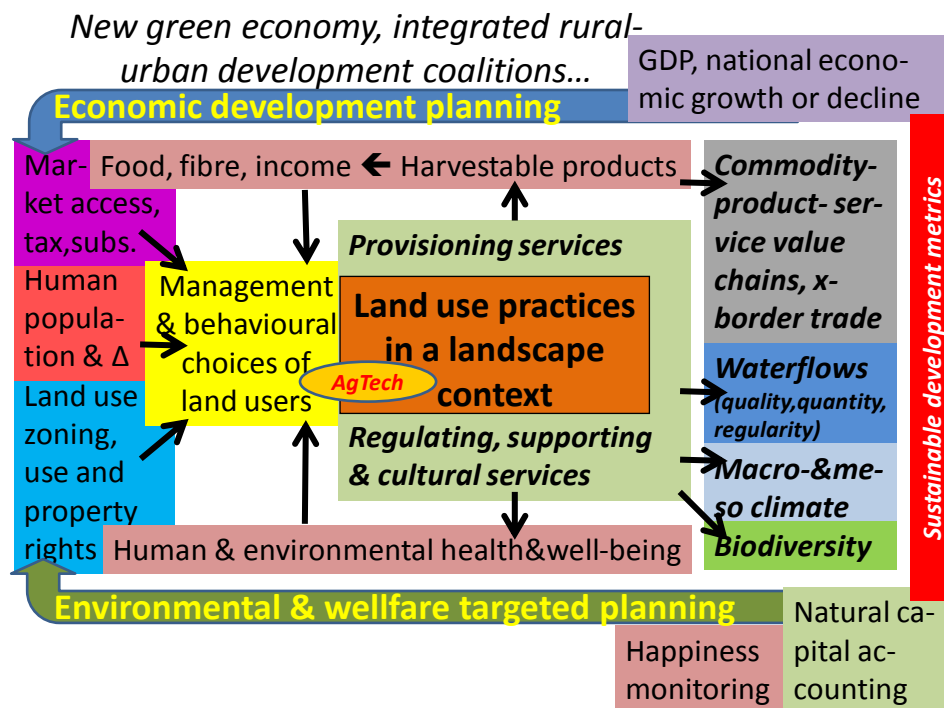 New green economy, integrated rural-
urban development coalitions…
GDP, national econo-
mic growth or decline
Economic development planning
Mar-
ket access,
tax,subs.
Food, fibre, income ← Harvestable products
Commodity-
product- ser-
vice value
chains, x-
border trade
Provisioning services
Human
popula-
tion & Δ
Management
& behavioural
choices of
land users
Land use practices
in a landscape
context
AgTech
Land use
zoning,
use and
property
rights
Regulating, supporting
& cultural services
Waterflows
(quality,quantity,
regularity)
Macro-&me-
so climate
Biodiversity
Human & environmental health&well-being
Sustainable development metrics
Environmental & wellfare targeted planning
Happiness
monitoring
Natural ca-
pital ac-
counting